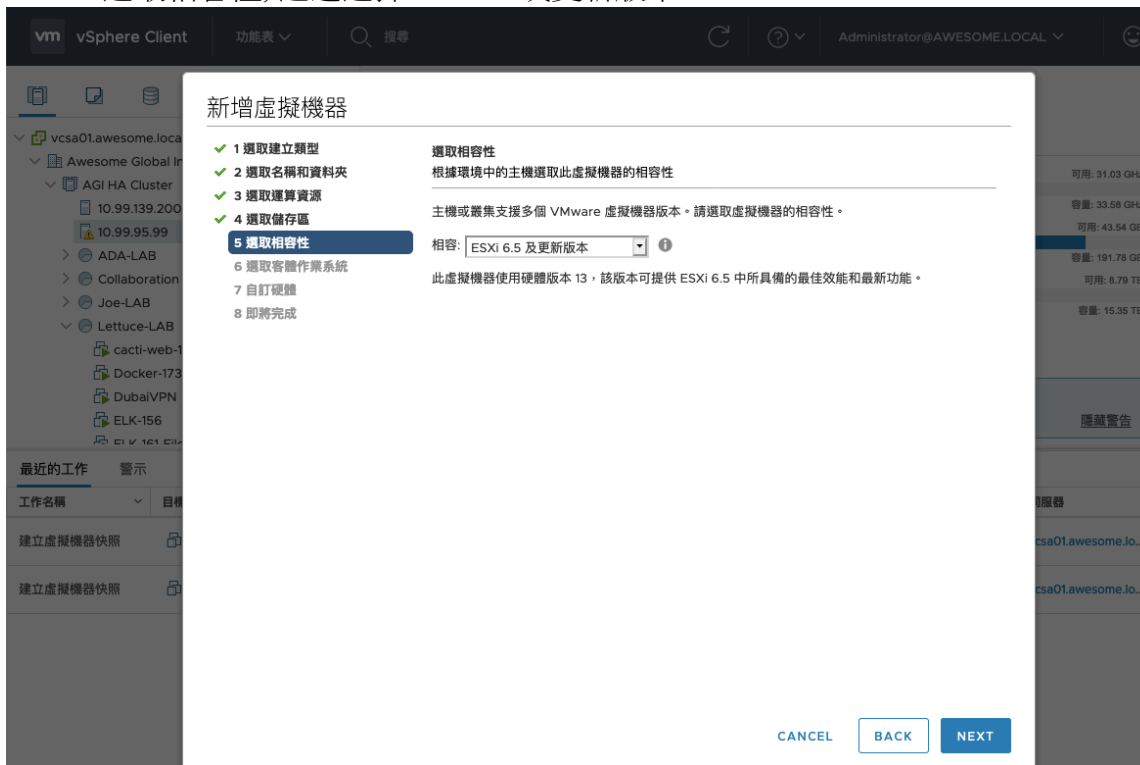 vm vSphere Client 功能表 搜尋 Administrator@AWESOME.LOCAL
vcsa01.awesome.loca
Awesome Global In
AGI HA Cluster
10.99.139.200
10.99.95.99
ADA-LAB
Collaboration
Joe-LAB
Lettuce-LAB
cacti-web-1
Docker-173
DubaiVPN
ELK-156
新增虛擬機器
1 選取建立類型
2 選取名稱和資料夾
3 選取運算資源
4 選取儲存區
5 選取相容性
6 選取客體作業系統
7 自訂硬體
8 即將完成
選取相容性
根據環境中的主機選取此虛擬機器的相容性
主機或叢集支援多個 VMware 虛擬機器版本。請選取虛擬機器的相容性。
相容: ESXi 6.5 及更新版本
此虛擬機器使用硬體版本 13，該版本可提供 ESXi 6.5 中所具備的最佳效能和最新功能。
CANCEL BACK NEXT
可用: 31.03 GH
容量: 33.58 GH
可用: 43.54 GB
容量: 191.78 GB
可用: 8.79 TB
容量: 15.35 TB
隱藏警告
最近的工作 警示
工作名稱 目標 伺服器
建立虛擬機器快照 csa01.awesome.lo..
建立虛擬機器快照 csa01.awesome.lo..